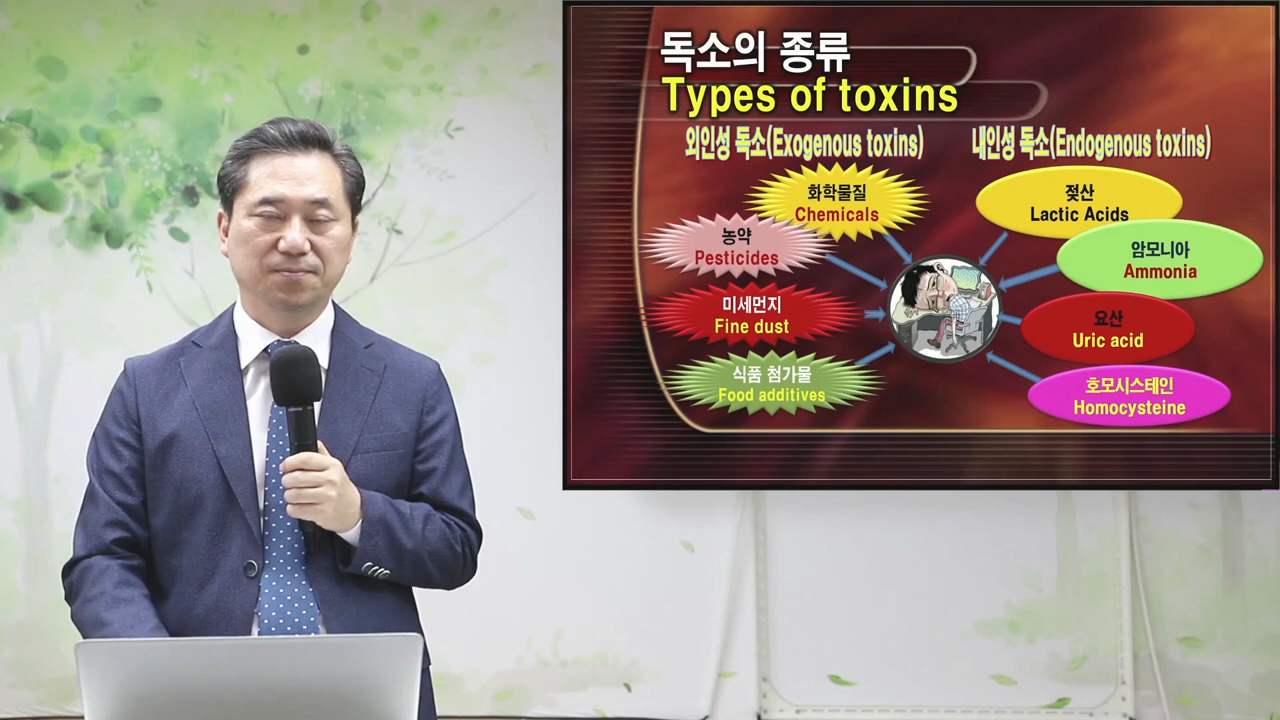 독소의 종류
Types of toxins
외인성 독소(Exogenous toxins)
내인성 독소(Endogenous toxins)
화학물질
Chemicals
농약
Pesticides
미세먼지
Fine dust
식품 첨가물
Food additives
젖산
Lactic Acids
암모니아
Ammonia
요산
Uric acid
호모시스테인
Homocysteine